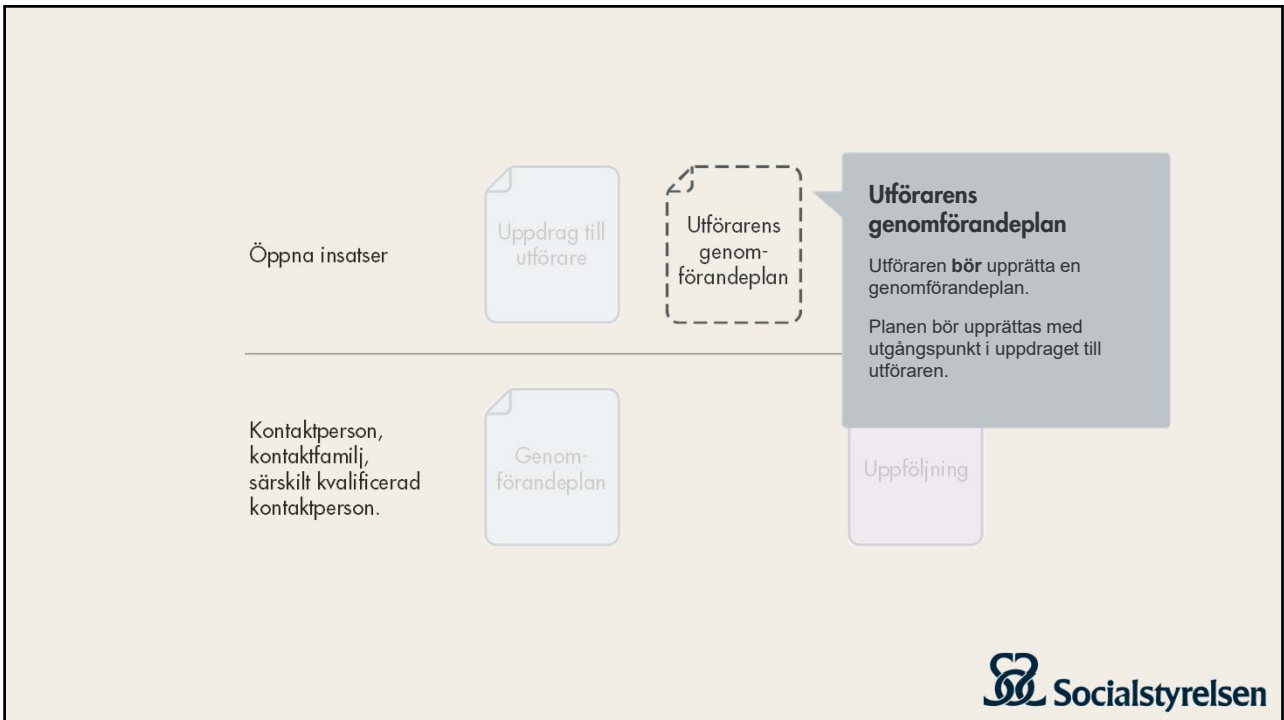 Öppna insatser
Uppdrag till
utförare
Utförarens
genom-
förandeplan
Utförarens
genomförandeplan
Utföraren bör upprätta en
genomförandeplan.
Planen bör upprättas med
utgångspunkt i uppdraget till
utföraren.
Kontaktperson,
kontaktfamilj,
särskilt kvalificerad
kontaktperson.
Genom-
förandeplan
Uppföljning
Socialstyrelsen